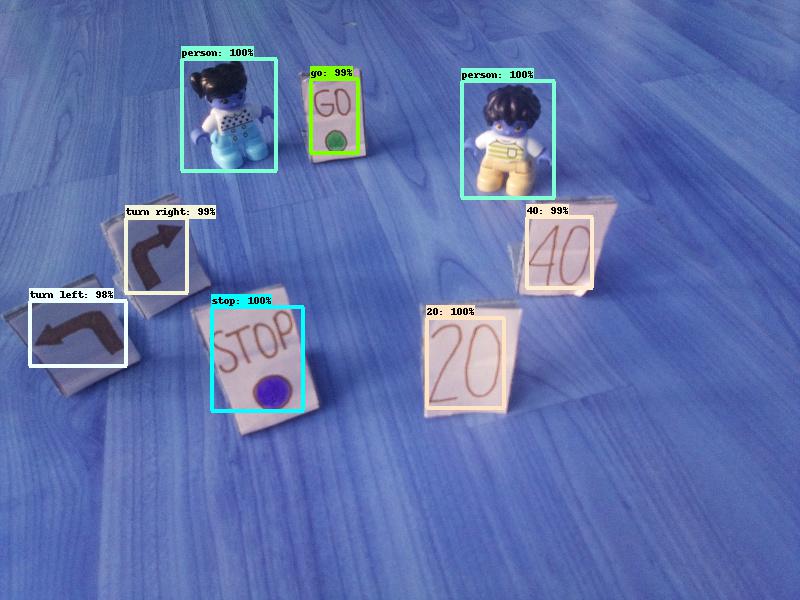 person: 100%
go: 99%
GO
person: 100%
turn right: 99%
40: 99%
40
turn left: 98%
stop: 100%
STOP
20: 100%
20